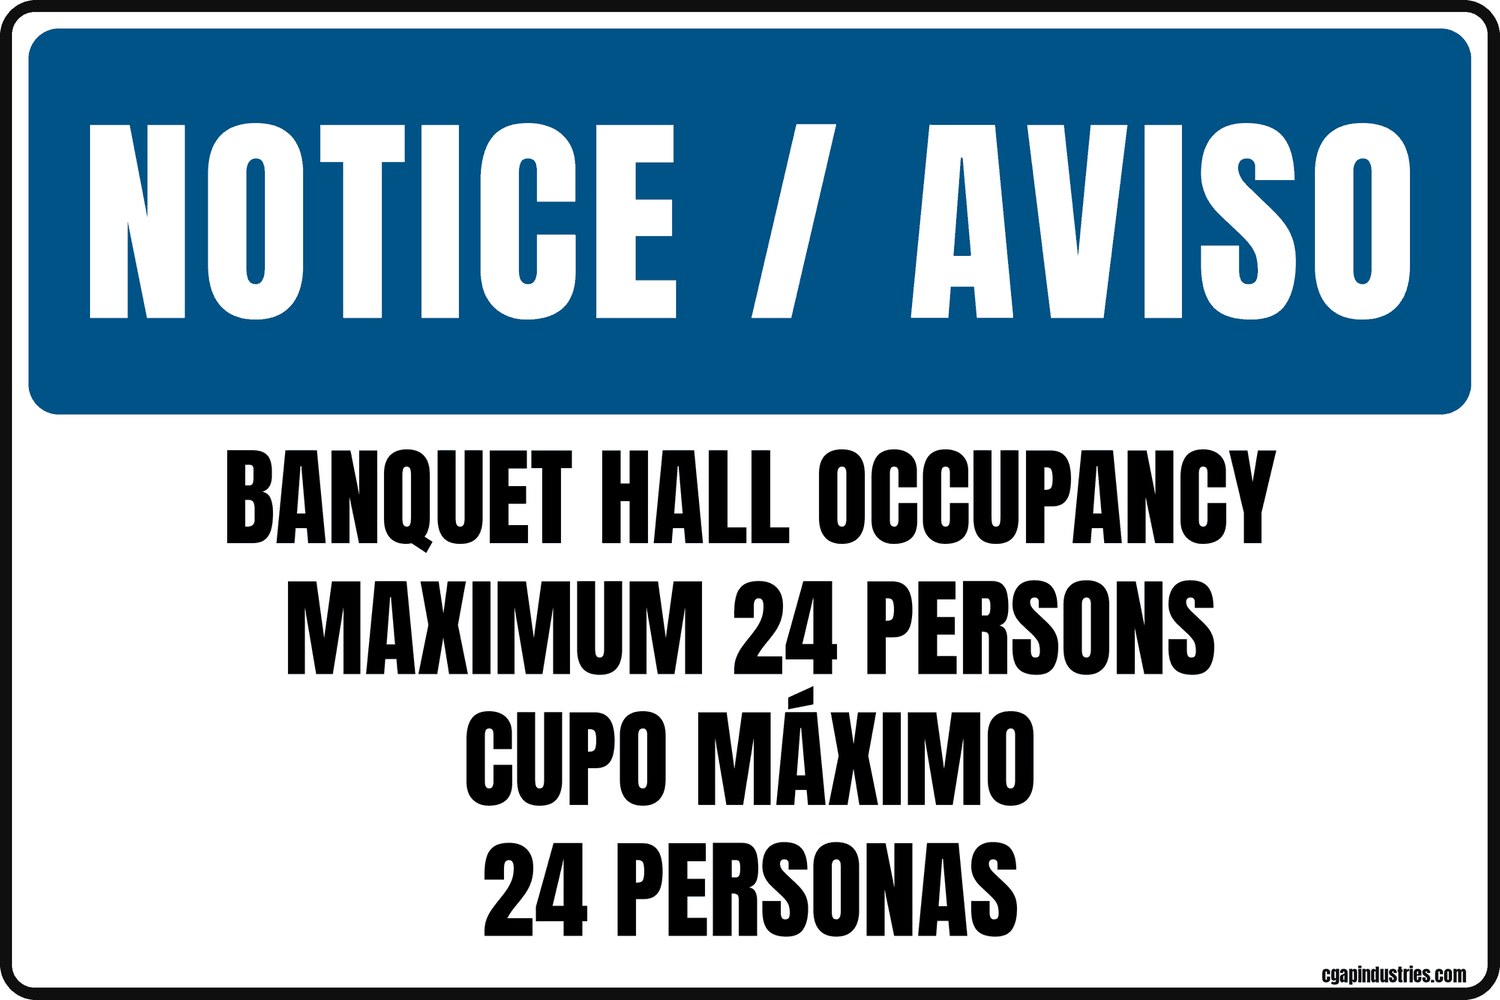 NOTICE / AVISO
BANQUET HALL OCCUPANCY
MAXIMUM 24 PERSONS
CUPO MÁXIMO
24 PERSONAS
cgapindustries.com